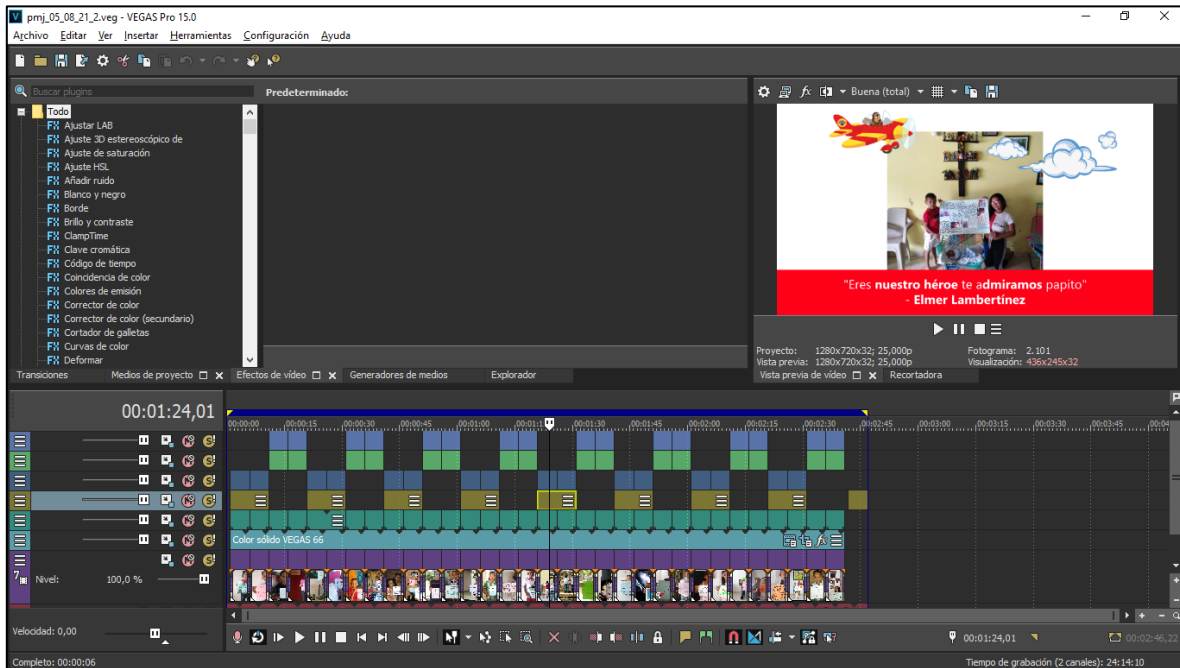 pmj_05_08_21_2.veg - VEGAS Pro 15.0
Archivo Editar Ver Insertar Herramientas Configuración Ayuda
Buscar plugins
Predeterminado:
Buena (total)
Todo
Ajustar LAB
Ajuste 3D estereoscópico de
Ajuste de saturación
Ajuste HSL
Añadir ruido
Blanco y negro
Borde
Brillo y contraste
ClampTime
Clave cromática
Código de tiempo
Coincidencia de color
Colores de emisión
Corrector de color
Corrector de color (secundario)
Cortador de galletas
Curvas de color
Deformar
"Eres nuestro héroe te admiramos papito"
- Elmer Lambertínez
Proyecto: 1280x720x32; 25,000p Fotograma: 2.101
Vista previa: 1280x720x32; 25,000p Visualización: 436x245x32
Transiciones Medios de proyecto Efectos de vídeo Generadores de medios Explorador
Vista previa de vídeo Recortadora
00:01:24,01
00:00:00 00:00:15 00:00:30 00:00:45 00:01:00 00:01:1 00:01:30 00:01:45 00:02:00 00:02:15 00:02:30 00:02:45 00:03:00 00:03:15 00:03:30 00:03:45 00:04
Color sólido VEGAS 66
7
Nivel: 100,0 %
Velocidad: 0,00
00:01:24,01
00:02:46,22
Completo: 00:00:06
Tiempo de grabación (2 canales): 24:14:10